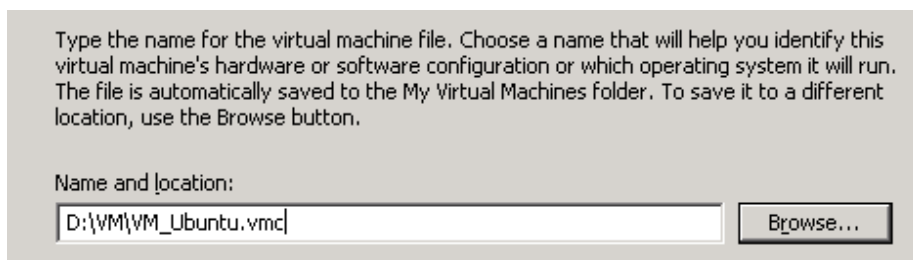 Type the name for the virtual machine file. Choose a name that will help you identify this
virtual machine's hardware or software configuration or which operating system it will run.
The file is automatically saved to the My Virtual Machines folder. To save it to a different
location, use the Browse button.
Name and location:
D:\VM\VM_Ubuntu.vmc
Browse...